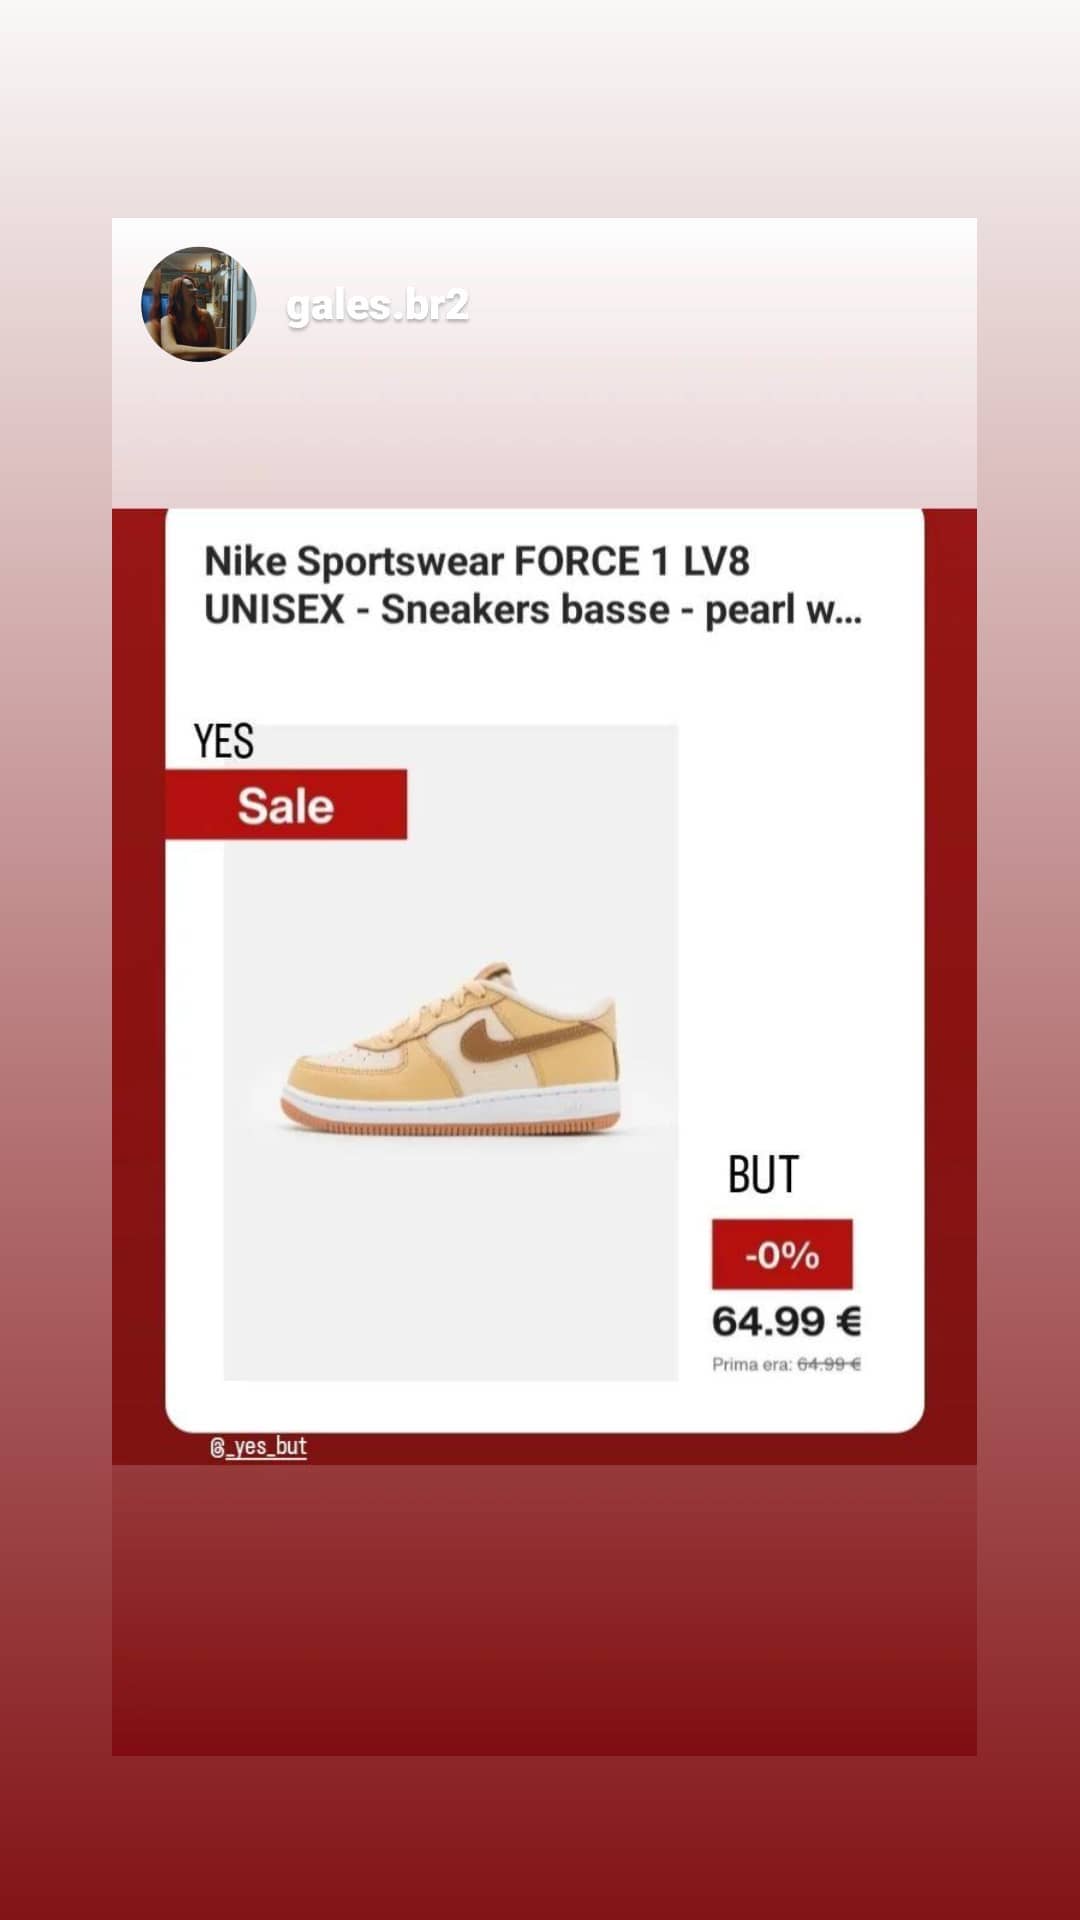 gales.br2
Nike Sportswear FORCE 1 LV8
UNISEX - Sneakers basse - pearl w...
YES
Sale
BUT
-0%
64.99 €
Prima era: 64.99 €
@_yes_but